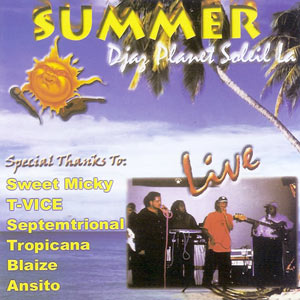 SUMMER
Djaz Planet Soleil La
Special Thanks To:
Live
Sweet Micky
T-VICE
Septemtrional
Tropicana
Blaize
Ansito